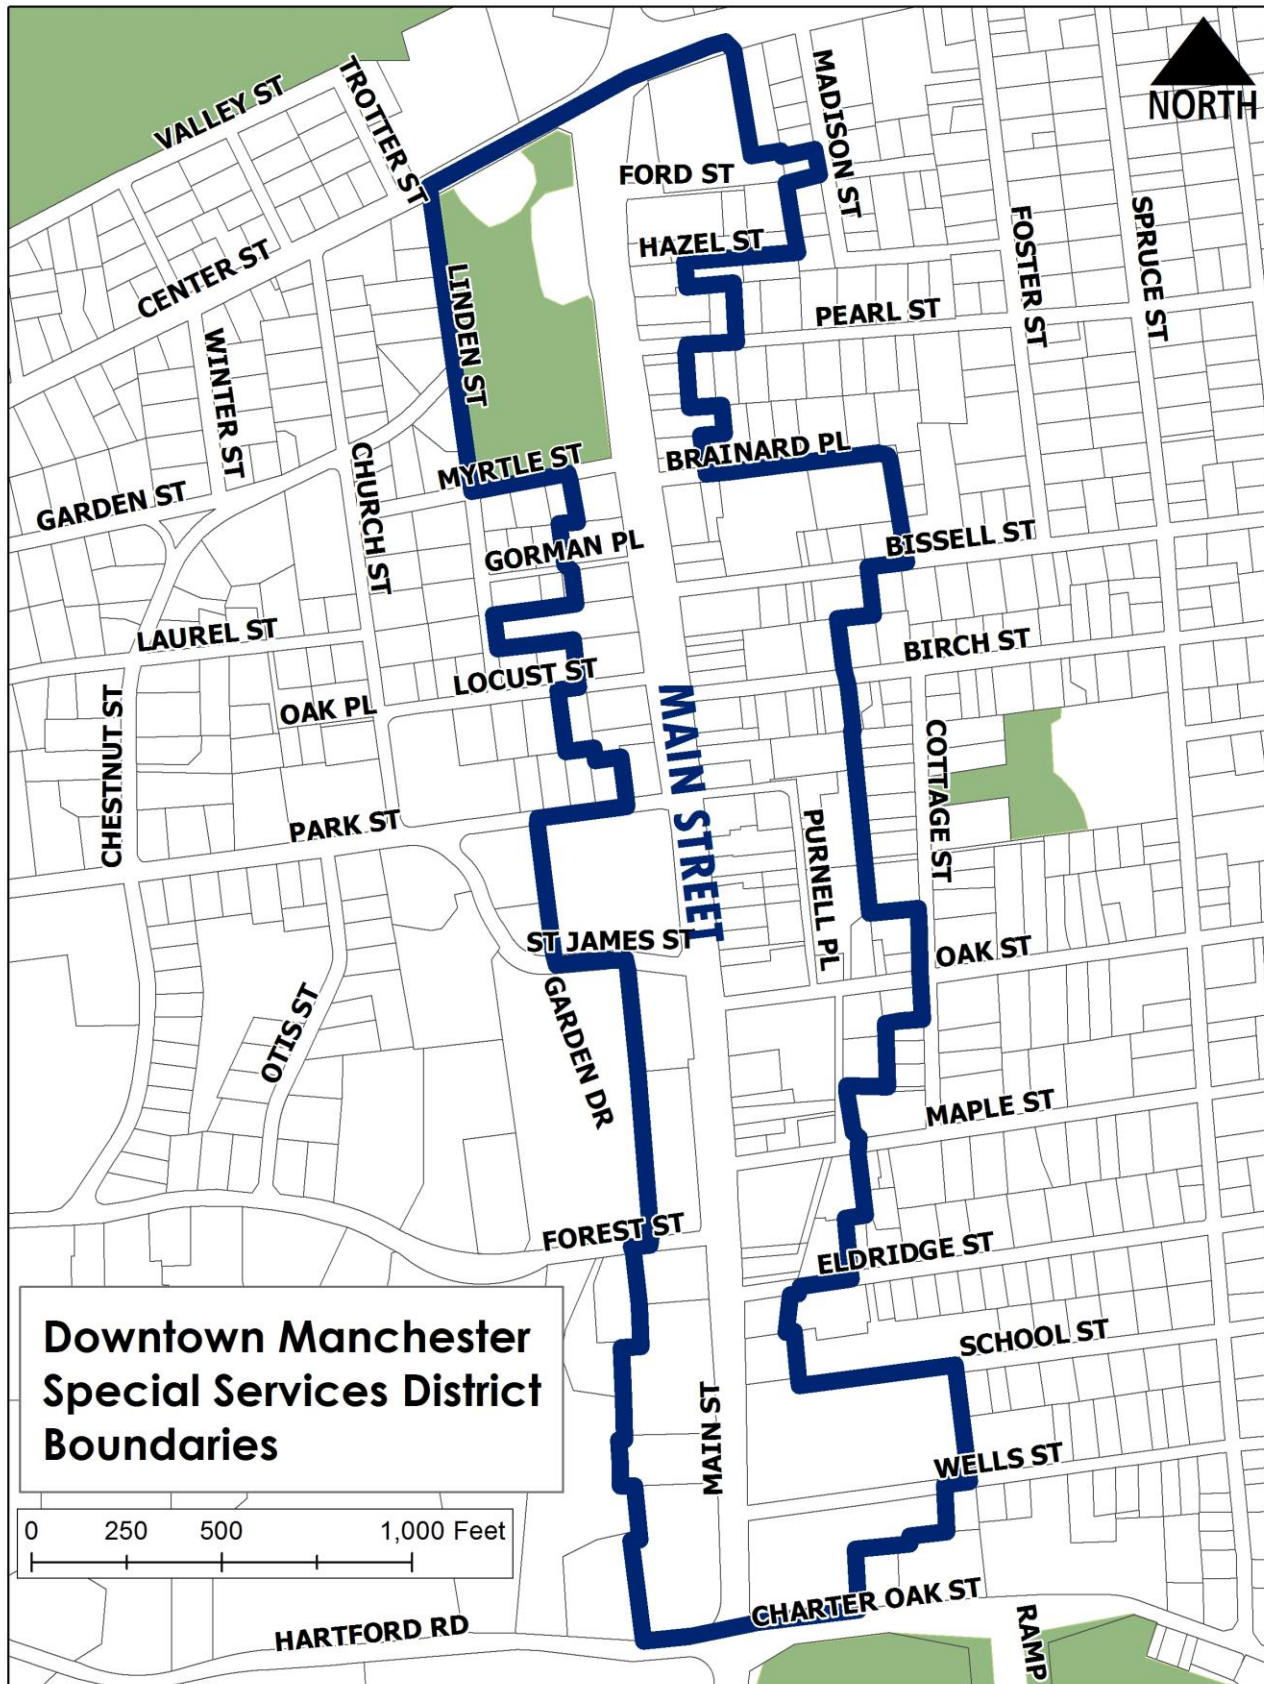 NORTH
VALLEY ST
TROTTER ST
MADISON ST
FORD ST
SPRUCE ST
FOSTER ST
HAZEL ST
CENTER ST
LINDEN ST
PEARL ST
WINTER ST
BRAINARD PL
MYRTLE ST
CHURCH ST
GARDEN ST
BISSELL ST
GORMAN PL
LAUREL ST
BIRCH ST
LOCUST ST
OAK PL
CHESTNUT ST
MAIN STREET
COTTAGE ST
PARK ST
PURNELL PL
ST JAMES ST
OAK ST
GARDEN DR
OTIS ST
MAPLE ST
FOREST ST
ELDRIDGE ST
SCHOOL ST
MAIN ST
WELLS ST
CHARTER OAK ST
HARTFORD RD
RAMP
Downtown Manchester
Special Services District
Boundaries
0 250 500 1,000 Feet